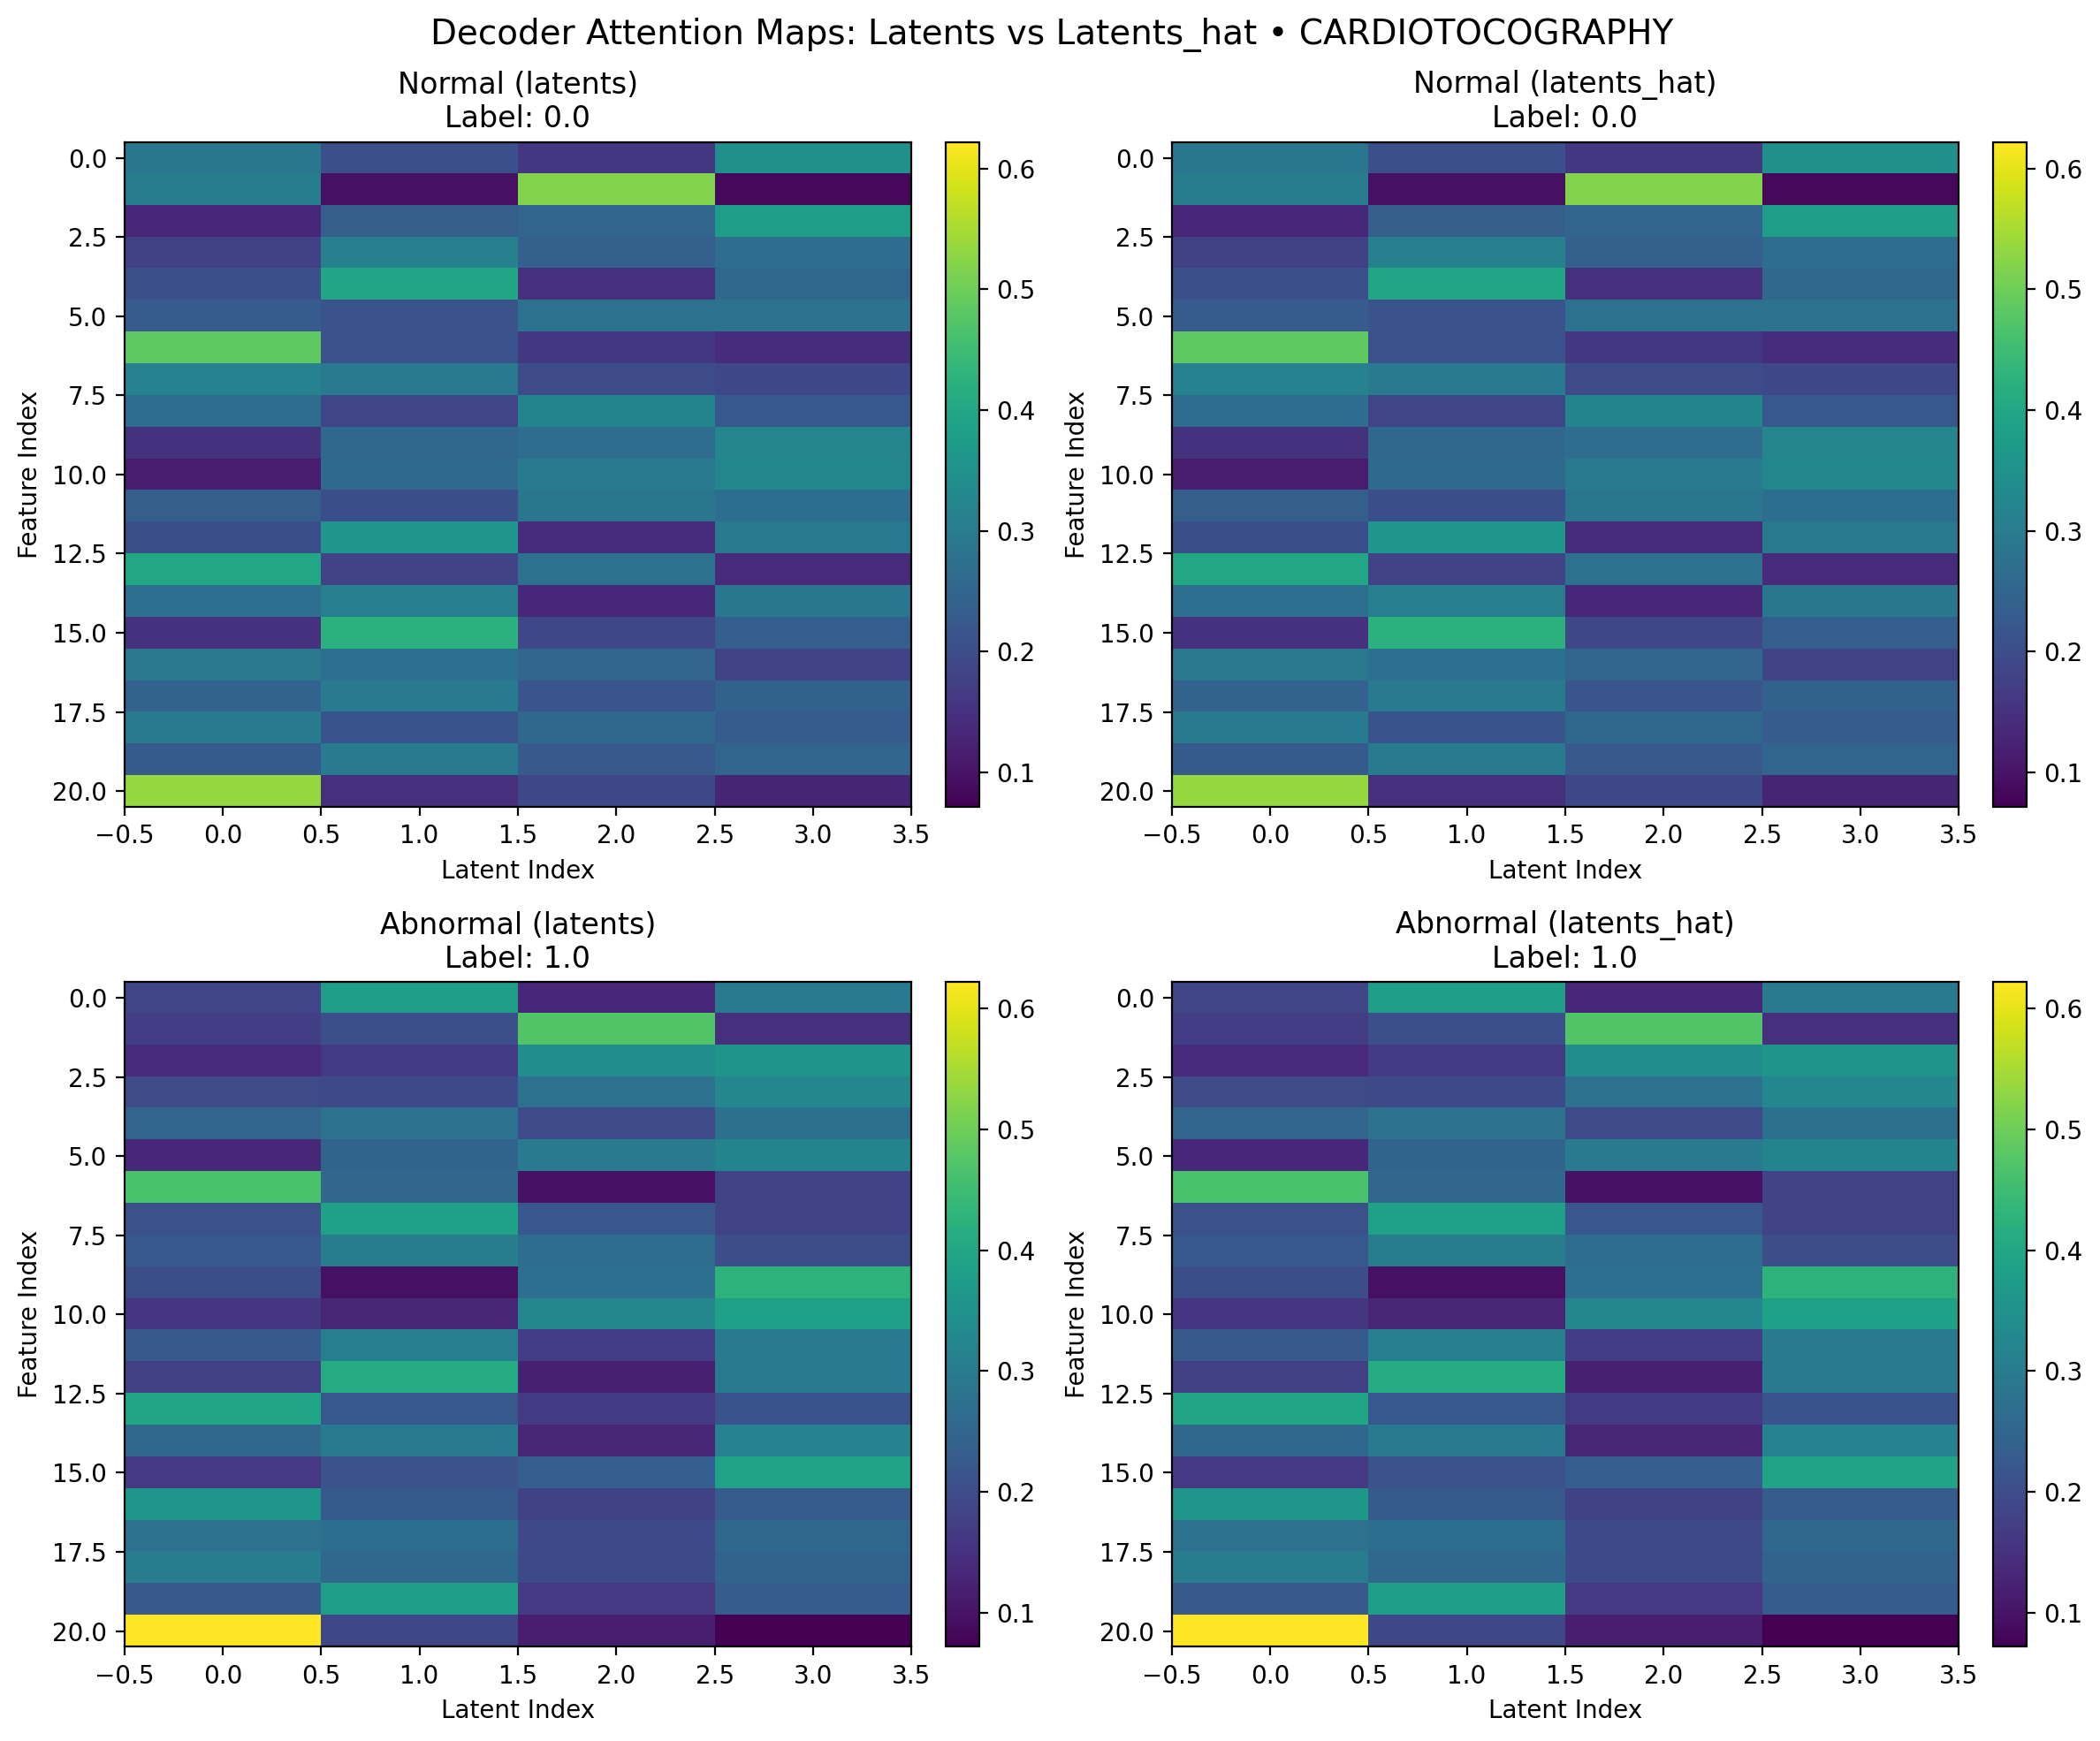 Decoder Attention Maps: Latents vs Latents_hat • CARDIOTOCOGRAPHY
Normal (latents)
Label: 0.0
0.0
2.5
5.0
7.5
10.0
12.5
15.0
17.5
20.0
Feature Index
−0.5 0.0 0.5 1.0 1.5 2.0 2.5 3.0 3.5
Latent Index
0.6
0.5
0.4
0.3
0.2
0.1
Normal (latents_hat)
Label: 0.0
0.0
2.5
5.0
7.5
10.0
12.5
15.0
17.5
20.0
Feature Index
−0.5 0.0 0.5 1.0 1.5 2.0 2.5 3.0 3.5
Latent Index
0.6
0.5
0.4
0.3
0.2
0.1
Abnormal (latents)
Label: 1.0
0.0
2.5
5.0
7.5
10.0
12.5
15.0
17.5
20.0
Feature Index
−0.5 0.0 0.5 1.0 1.5 2.0 2.5 3.0 3.5
Latent Index
0.6
0.5
0.4
0.3
0.2
0.1
Abnormal (latents_hat)
Label: 1.0
0.0
2.5
5.0
7.5
10.0
12.5
15.0
17.5
20.0
Feature Index
−0.5 0.0 0.5 1.0 1.5 2.0 2.5 3.0 3.5
Latent Index
0.6
0.5
0.4
0.3
0.2
0.1